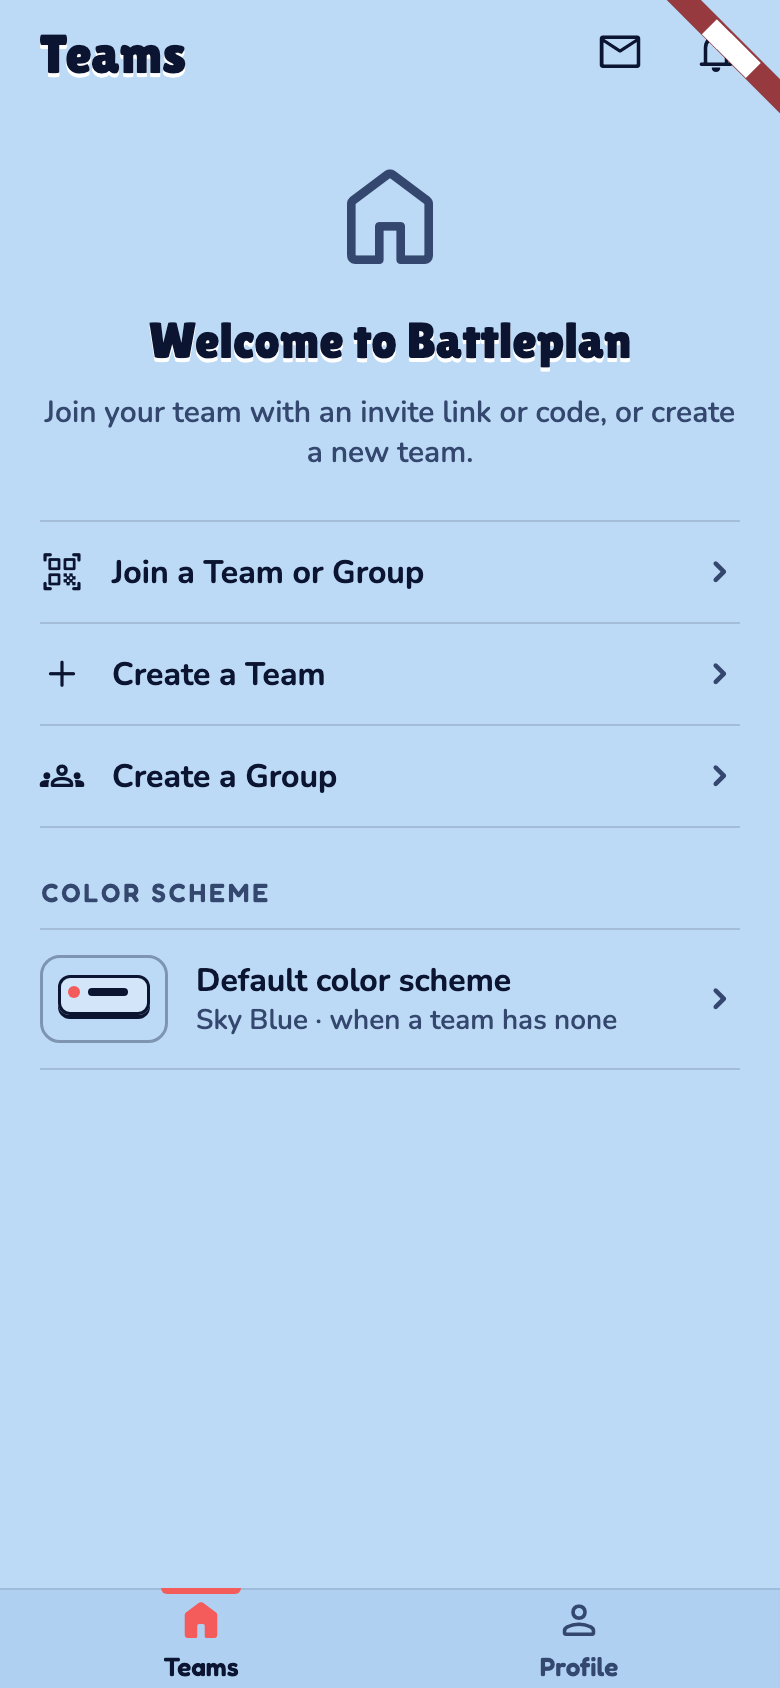 Teams
Welcome to Battleplan
Join your team with an invite link or code, or create
a new team.
Join a Team or Group
Create a Team
Create a Group
COLOR SCHEME
Default color scheme
Sky Blue · when a team has none
Teams
Profile